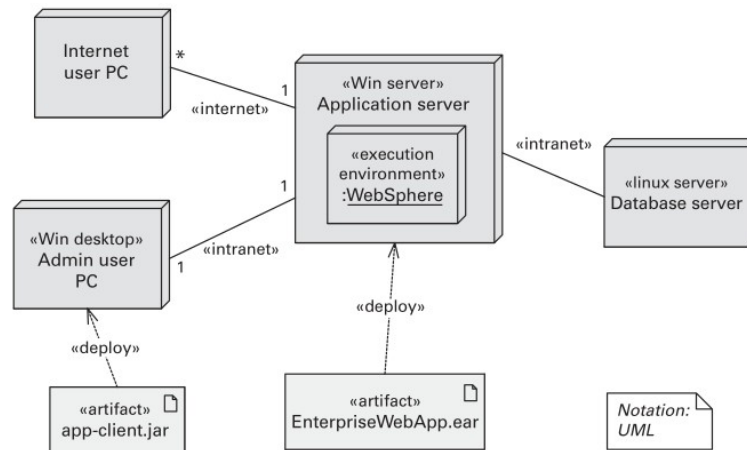 Internet
user PC
*
1
«internet»
«Win server»
Application server
«execution
environment»
:WebSphere
«intranet»
«linux server»
Database server
«Win desktop»
Admin user
PC
1
1
«intranet»
«deploy»
«deploy»
«artifact»
app-client.jar
«artifact»
EnterpriseWebApp.ear
Notation:
UML